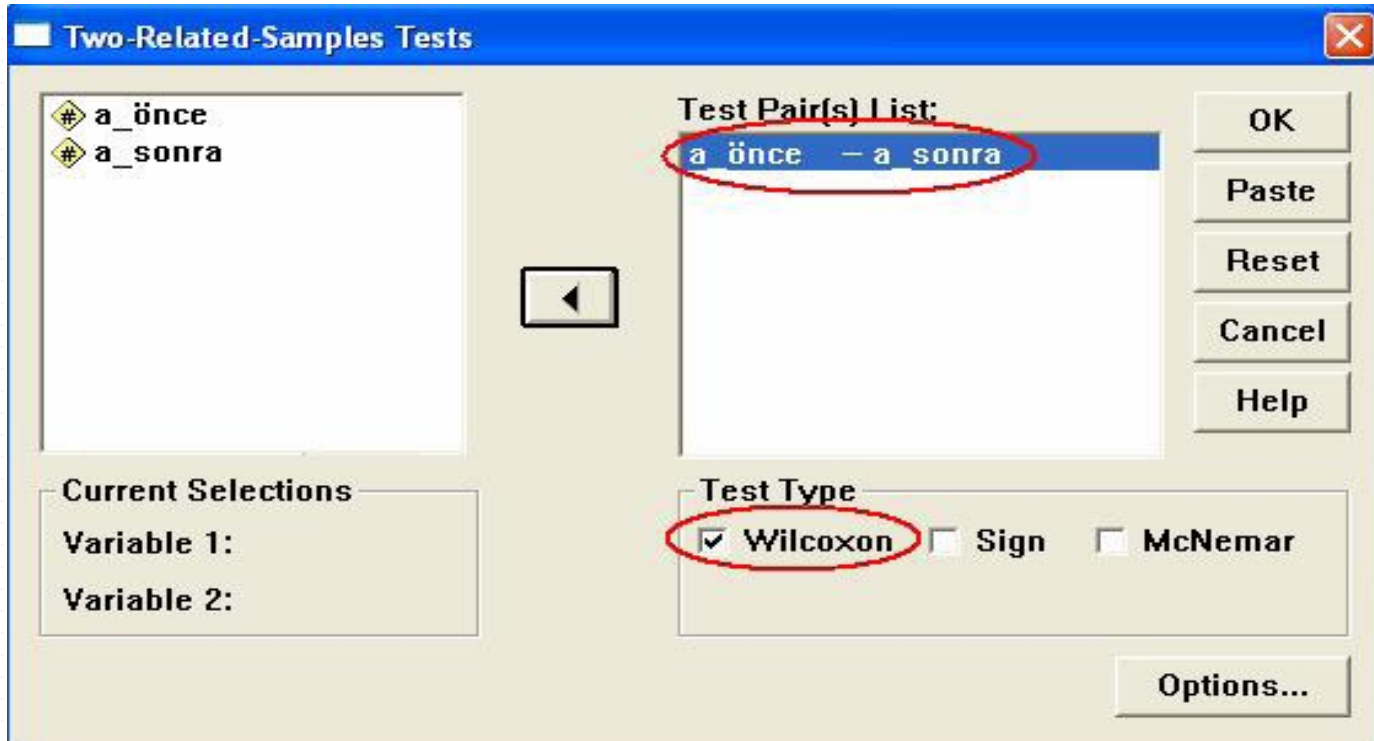 Two-Related-Samples Tests
a_önce
a_sonra
Test Pair(s) List:
a_önce – a_sonra
OK
Paste
Reset
Cancel
Help
Current Selections
Variable 1:
Variable 2:
Test Type
Wilcoxon Sign McNemar
Options...